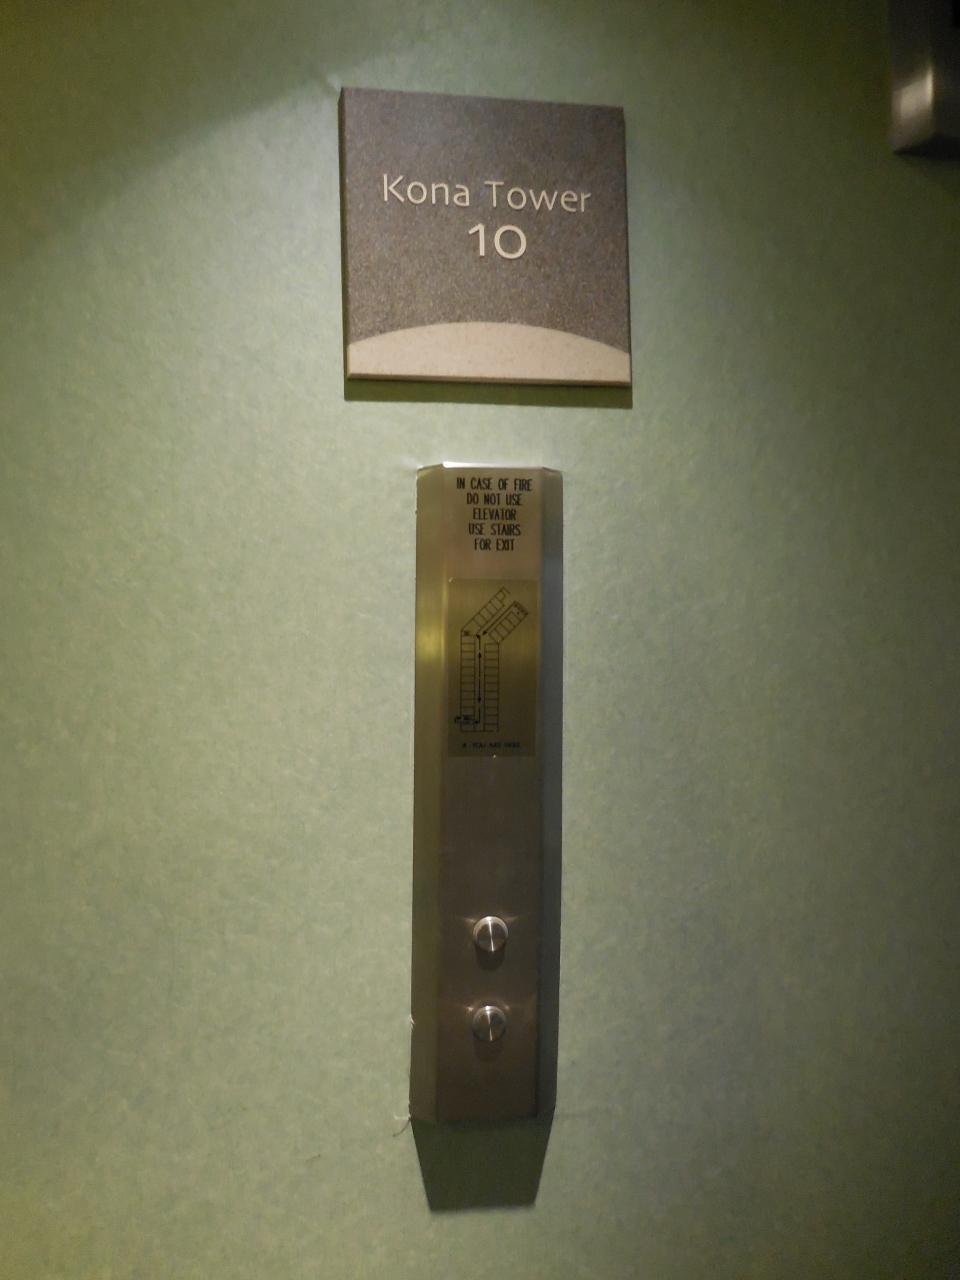 Kona Tower
10
IN CASE OF FIRE
DO NOT USE
ELEVATOR
USE STAIRS
FOR EXIT
YOU ARE HERE